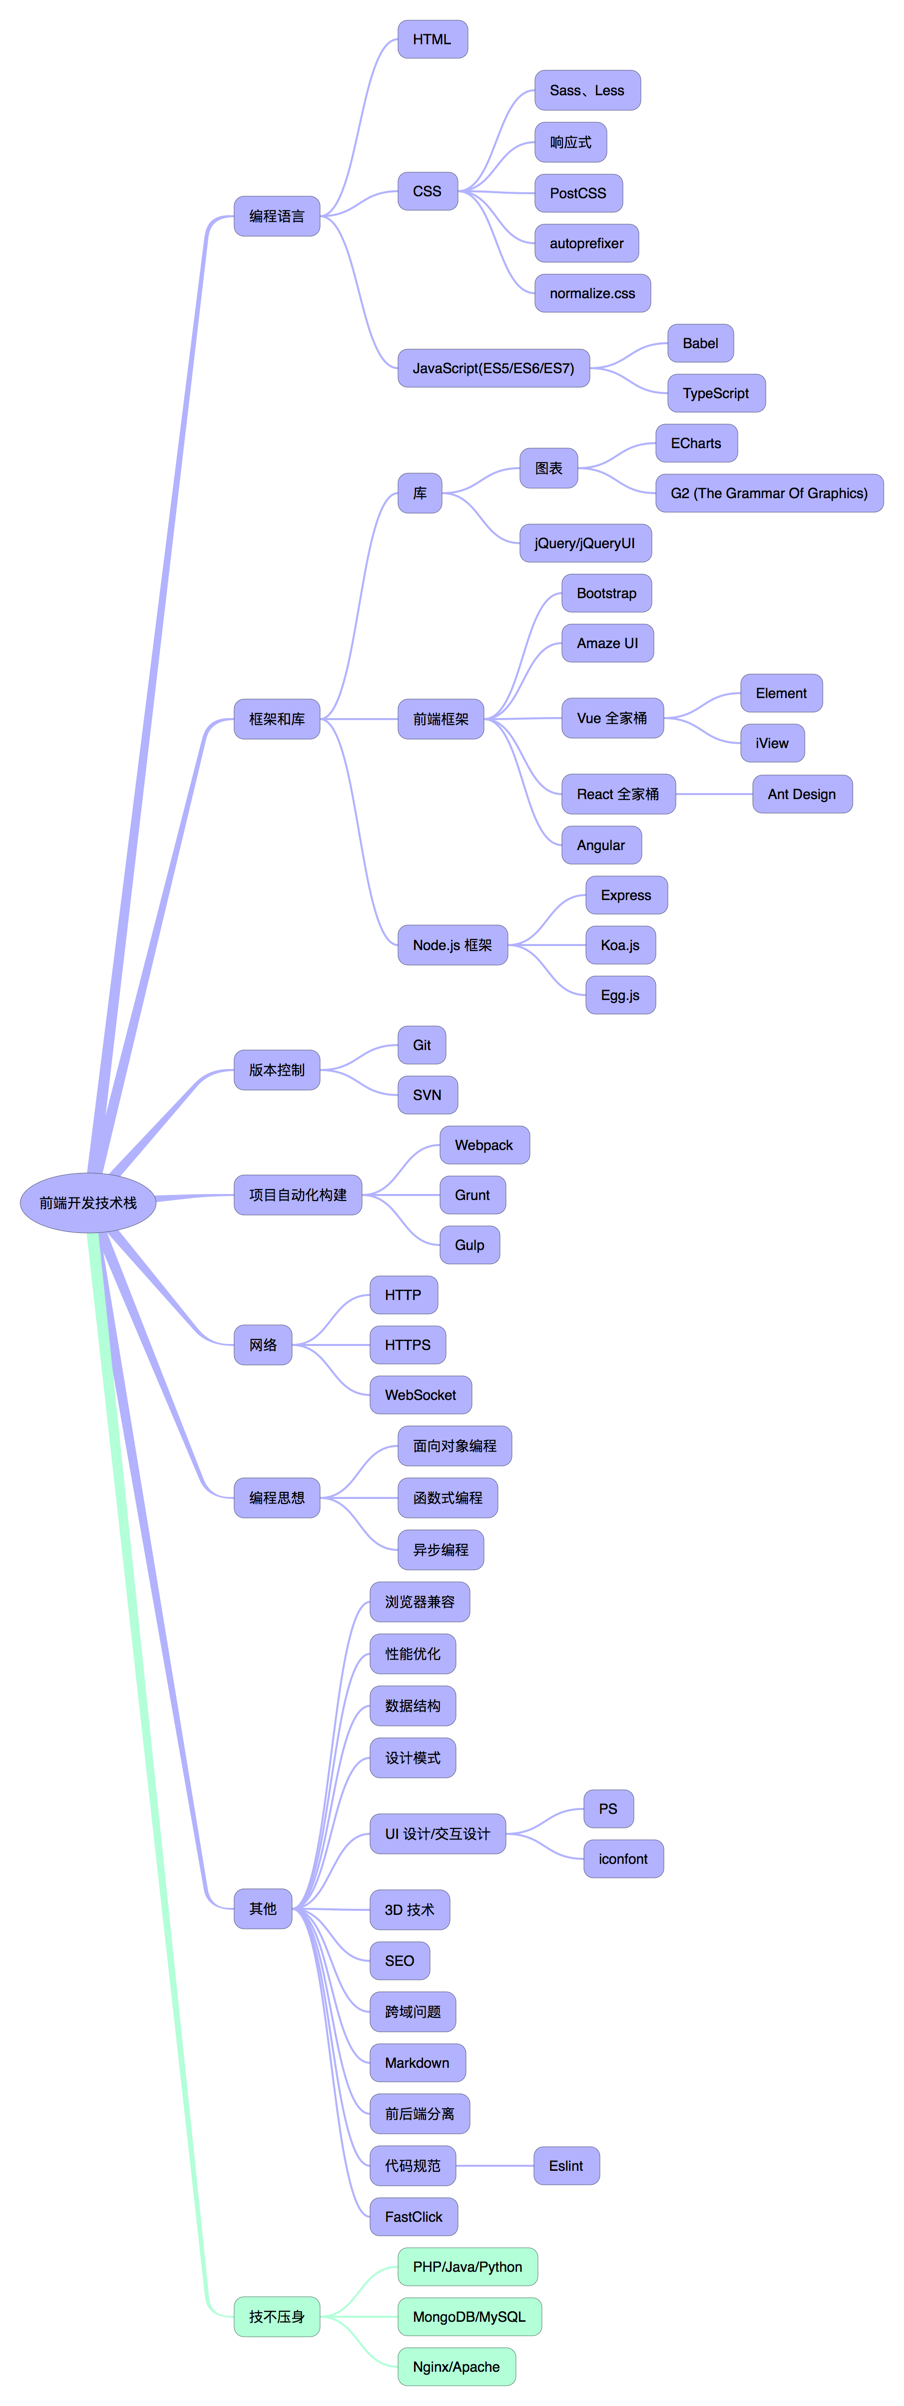 HTML
Sass、Less
响应式
CSS
PostCSS
编程语言
autoprefixer
normalize.css
Babel
JavaScript(ES5/ES6/ES7)
TypeScript
ECharts
图表
库
G2 (The Grammar Of Graphics)
jQuery/jQueryUI
Bootstrap
Amaze UI
Element
框架和库
前端框架
Vue 全家桶
iView
React 全家桶
Ant Design
Angular
Express
Node.js 框架
Koa.js
Egg.js
Git
版本控制
SVN
Webpack
前端开发技术栈
项目自动化构建
Grunt
Gulp
HTTP
网络
HTTPS
WebSocket
面向对象编程
编程思想
函数式编程
异步编程
浏览器兼容
性能优化
数据结构
设计模式
PS
UI 设计/交互设计
iconfont
其他
3D 技术
SEO
跨域问题
Markdown
前后端分离
代码规范
Eslint
FastClick
PHP/Java/Python
技不压身
MongoDB/MySQL
Nginx/Apache